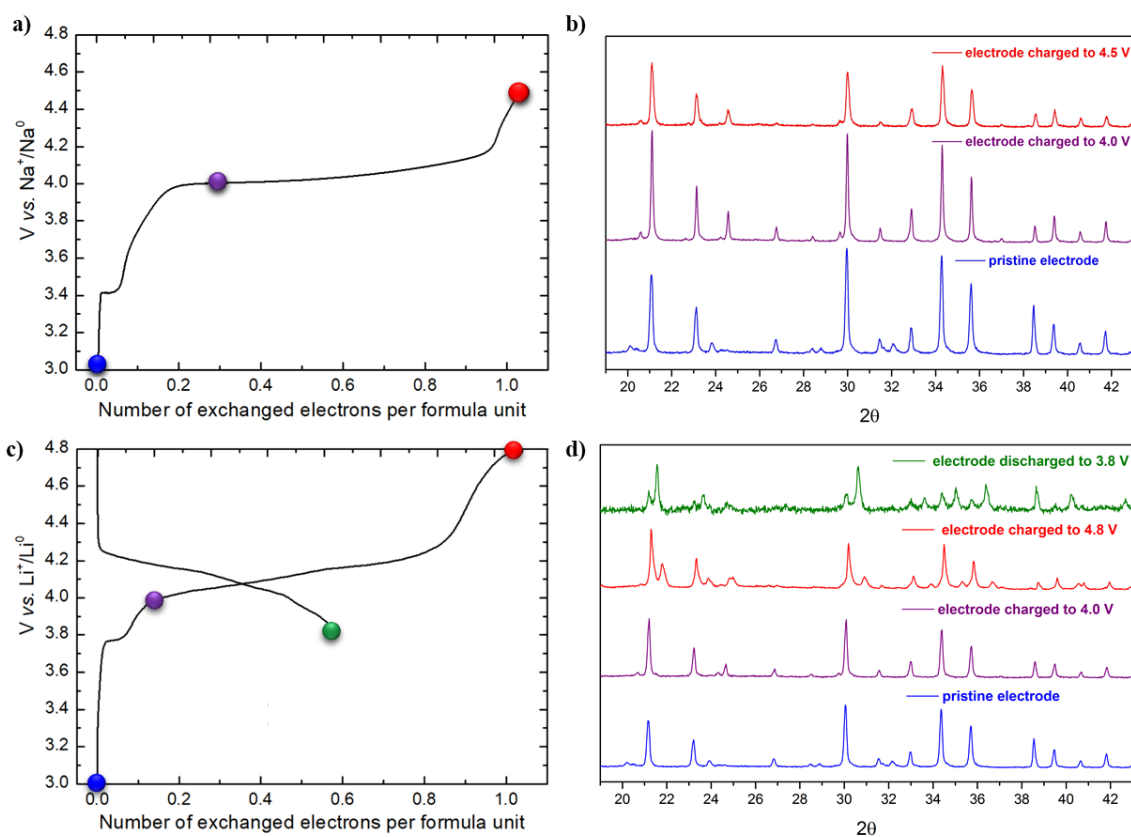 a)
4.8
4.6
4.4
4.2
4.0
3.8
3.6
3.4
3.2
3.0
V vs. Na⁺/Na⁰
0.0 0.2 0.4 0.6 0.8 1.0
Number of exchanged electrons per formula unit
b)
electrode charged to 4.5 V
electrode charged to 4.0 V
pristine electrode
20 22 24 26 28 30 32 34 36 38 40 42
2θ
c)
4.8
4.6
4.4
4.2
4.0
3.8
3.6
3.4
3.2
3.0
V vs. Li⁺/Li⁰
0.0 0.2 0.4 0.6 0.8 1.0
Number of exchanged electrons per formula unit
d)
electrode discharged to 3.8 V
electrode charged to 4.8 V
electrode charged to 4.0 V
pristine electrode
20 22 24 26 28 30 32 34 36 38 40 42
2θ